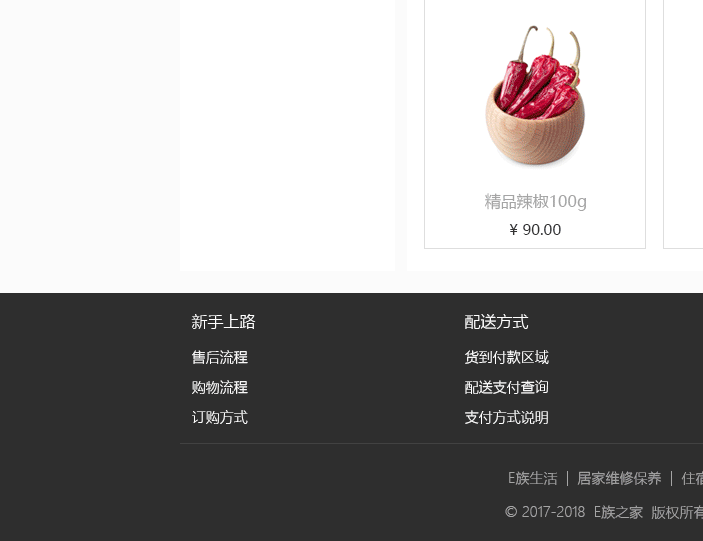 精品辣椒100g
¥ 90.00
新手上路
配送方式
售后流程
货到付款区域
购物流程
配送支付查询
订购方式
支付方式说明
E族生活 | 居家维修保养 | 住
© 2017-2018 E族之家 版权所有